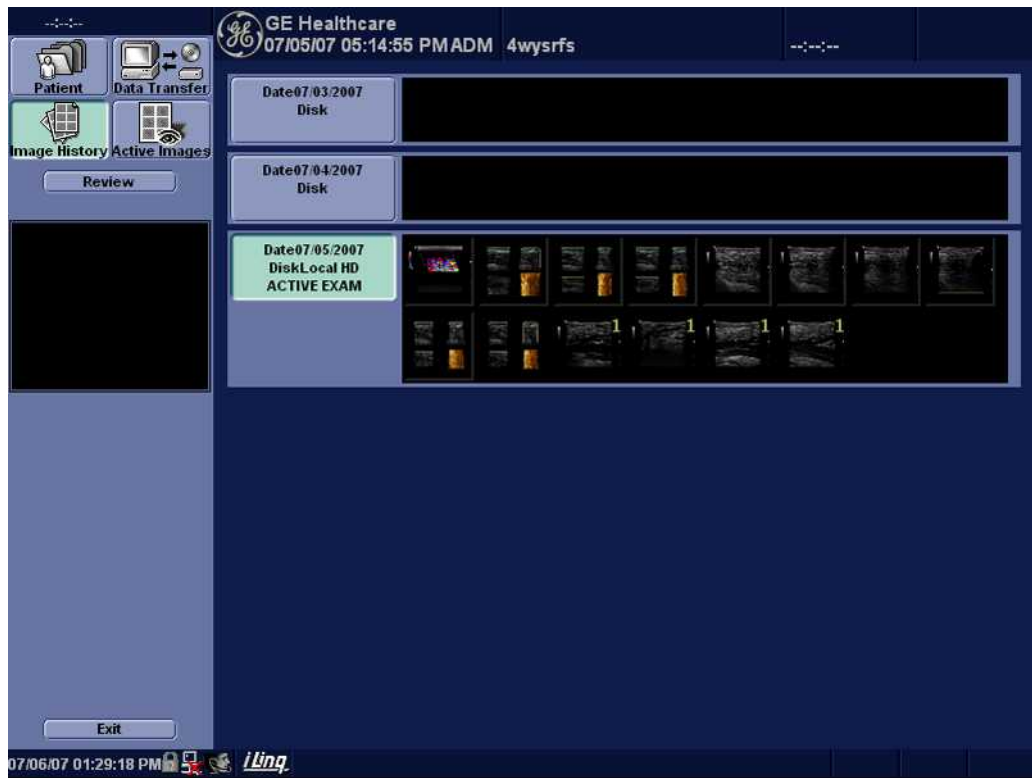 --:--:--
GE Healthcare
07/05/07 05:14:55 PM ADM 4wysrfs
--:--:--
Patient
Data Transfer
Image History
Active Images
Review
Date07/03/2007
Disk
Date07/04/2007
Disk
Date07/05/2007
DiskLocal HD
ACTIVE EXAM
1 1 1 1
Exit
07/06/07 01:29:18 PM
iLinq